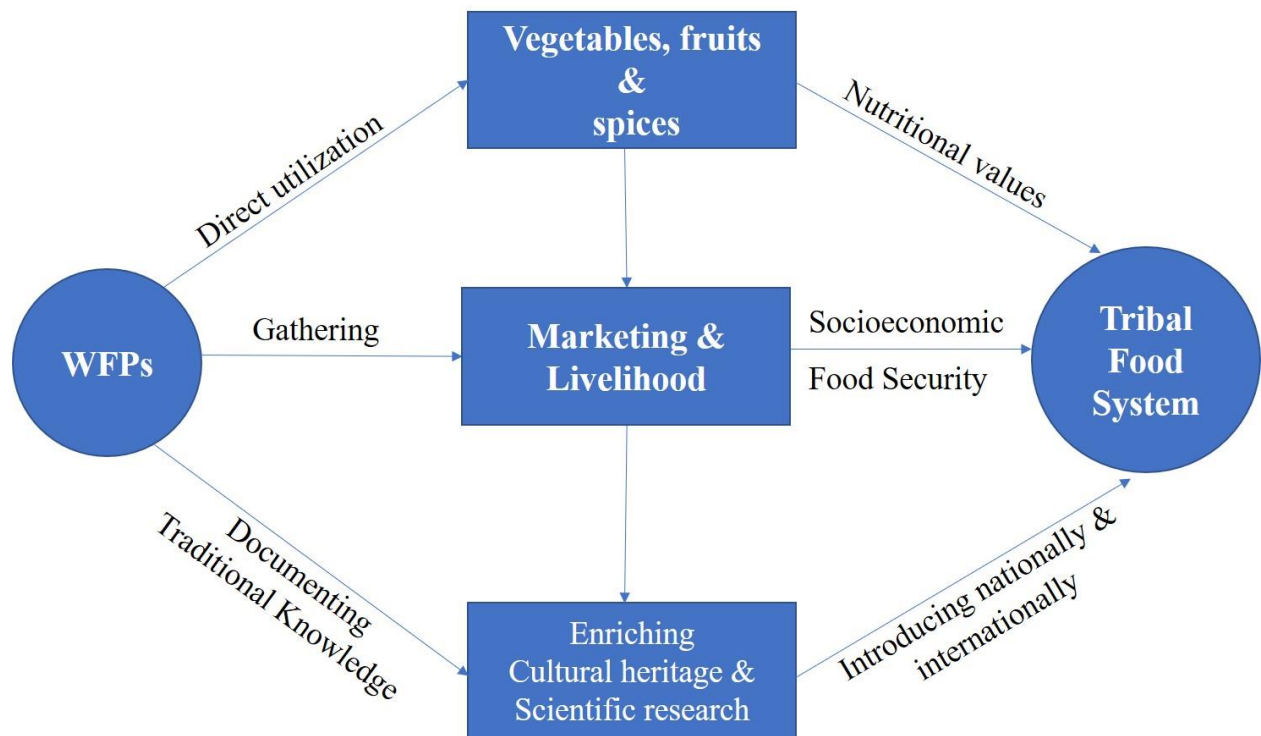 Vegetables, fruits
&
spices
Direct utilization
Nutritional values
WFPs
Gathering
Marketing &
Livelihood
Socioeconomic
Food Security
Tribal
Food
System
Documenting
Traditional Knowledge
Enriching
Cultural heritage &
Scientific research
Introducing nationally &
internationally